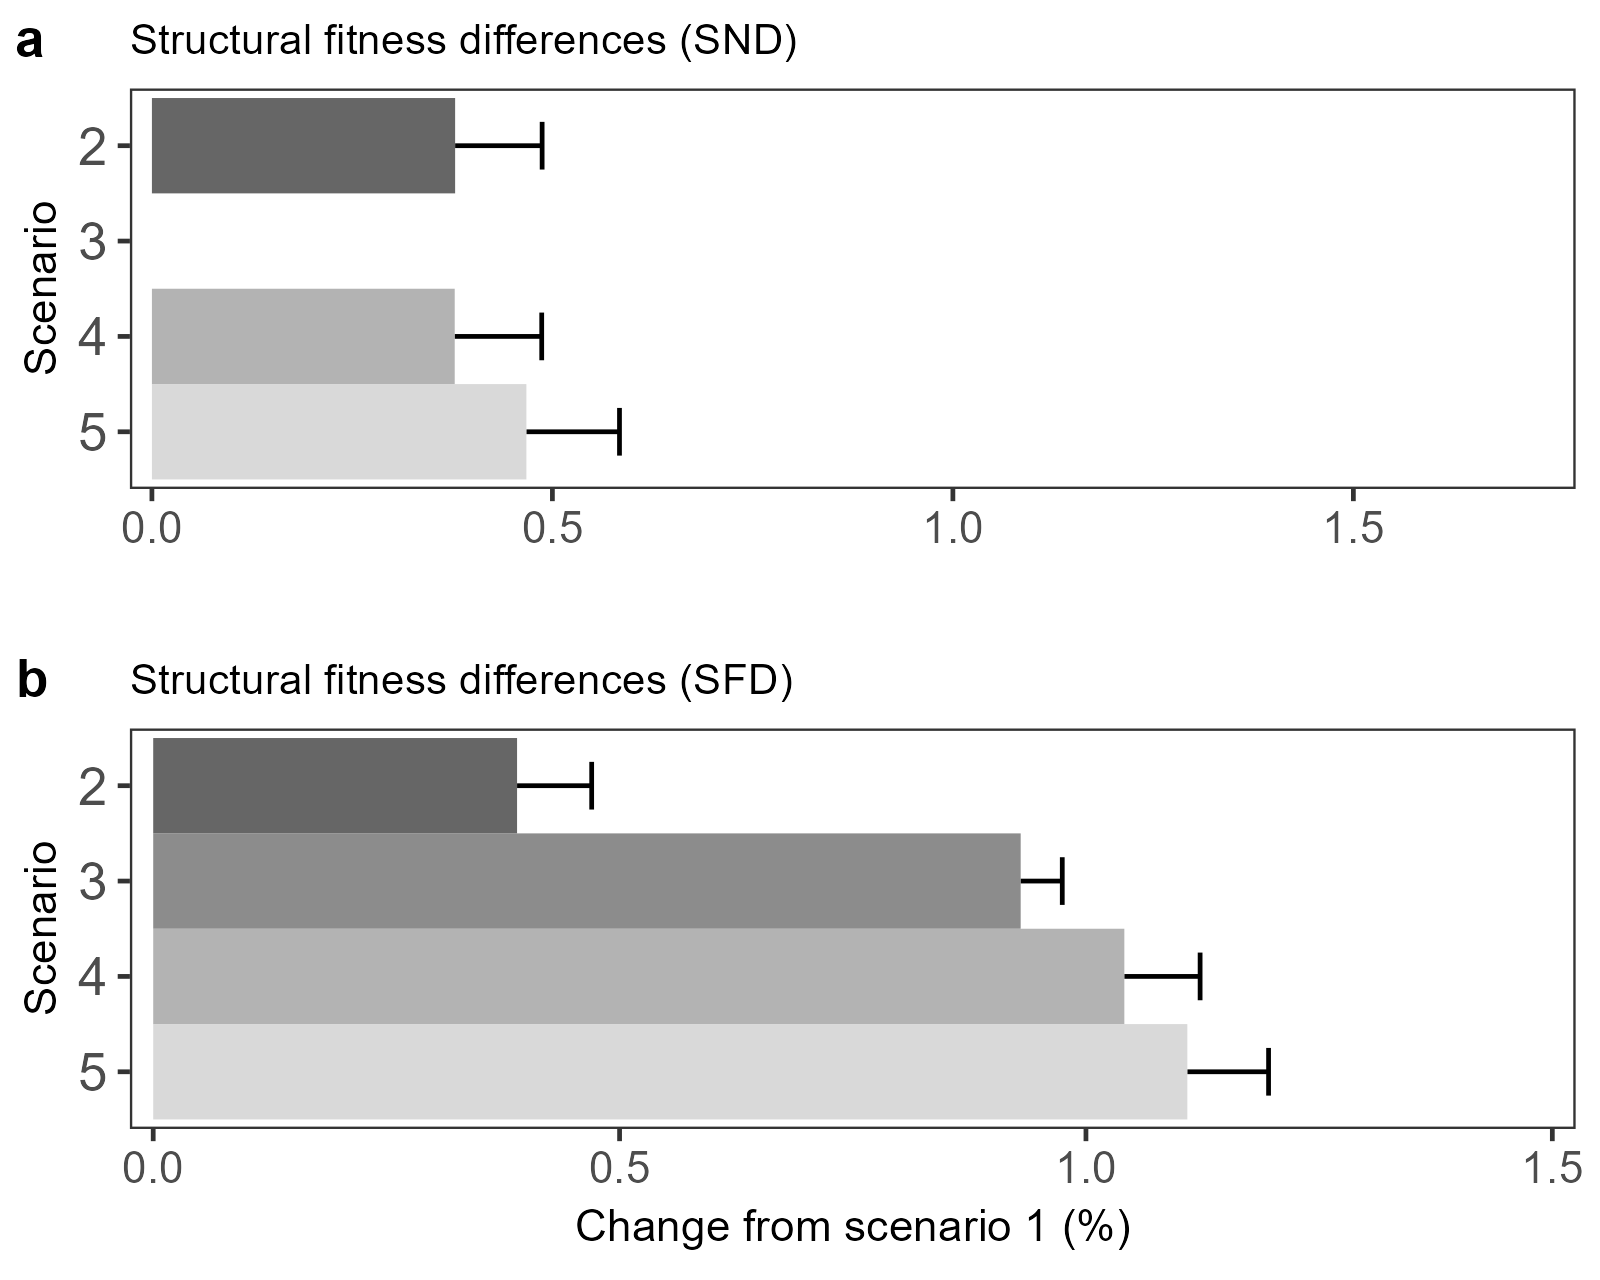 a Structural fitness differences (SND)
Scenario
2
3
4
5
0.0 0.5 1.0 1.5
b Structural fitness differences (SFD)
Scenario
2
3
4
5
0.0 0.5 1.0 1.5
Change from scenario 1 (%)